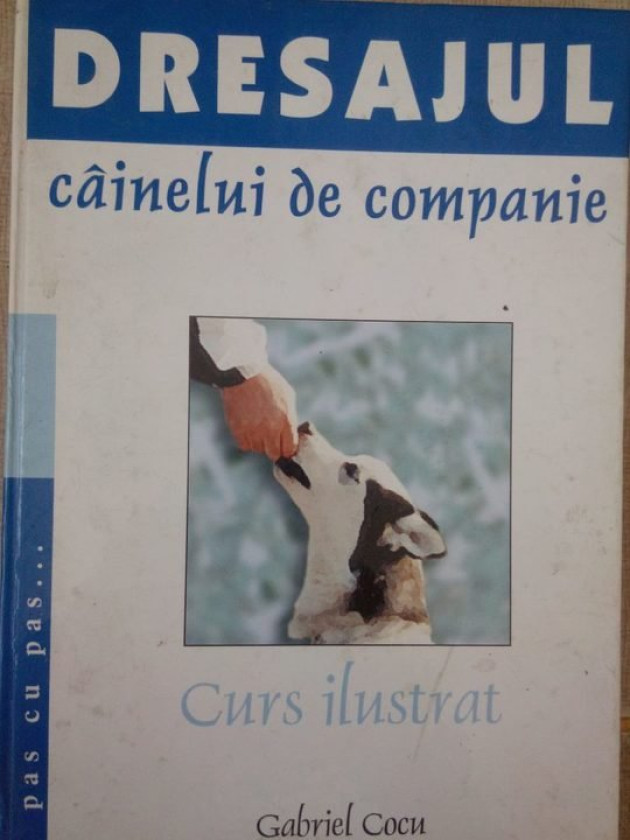 DRESAJUL
câinelui de companie
pas cu pas...
Curs ilustrat
Gabriel Cocu